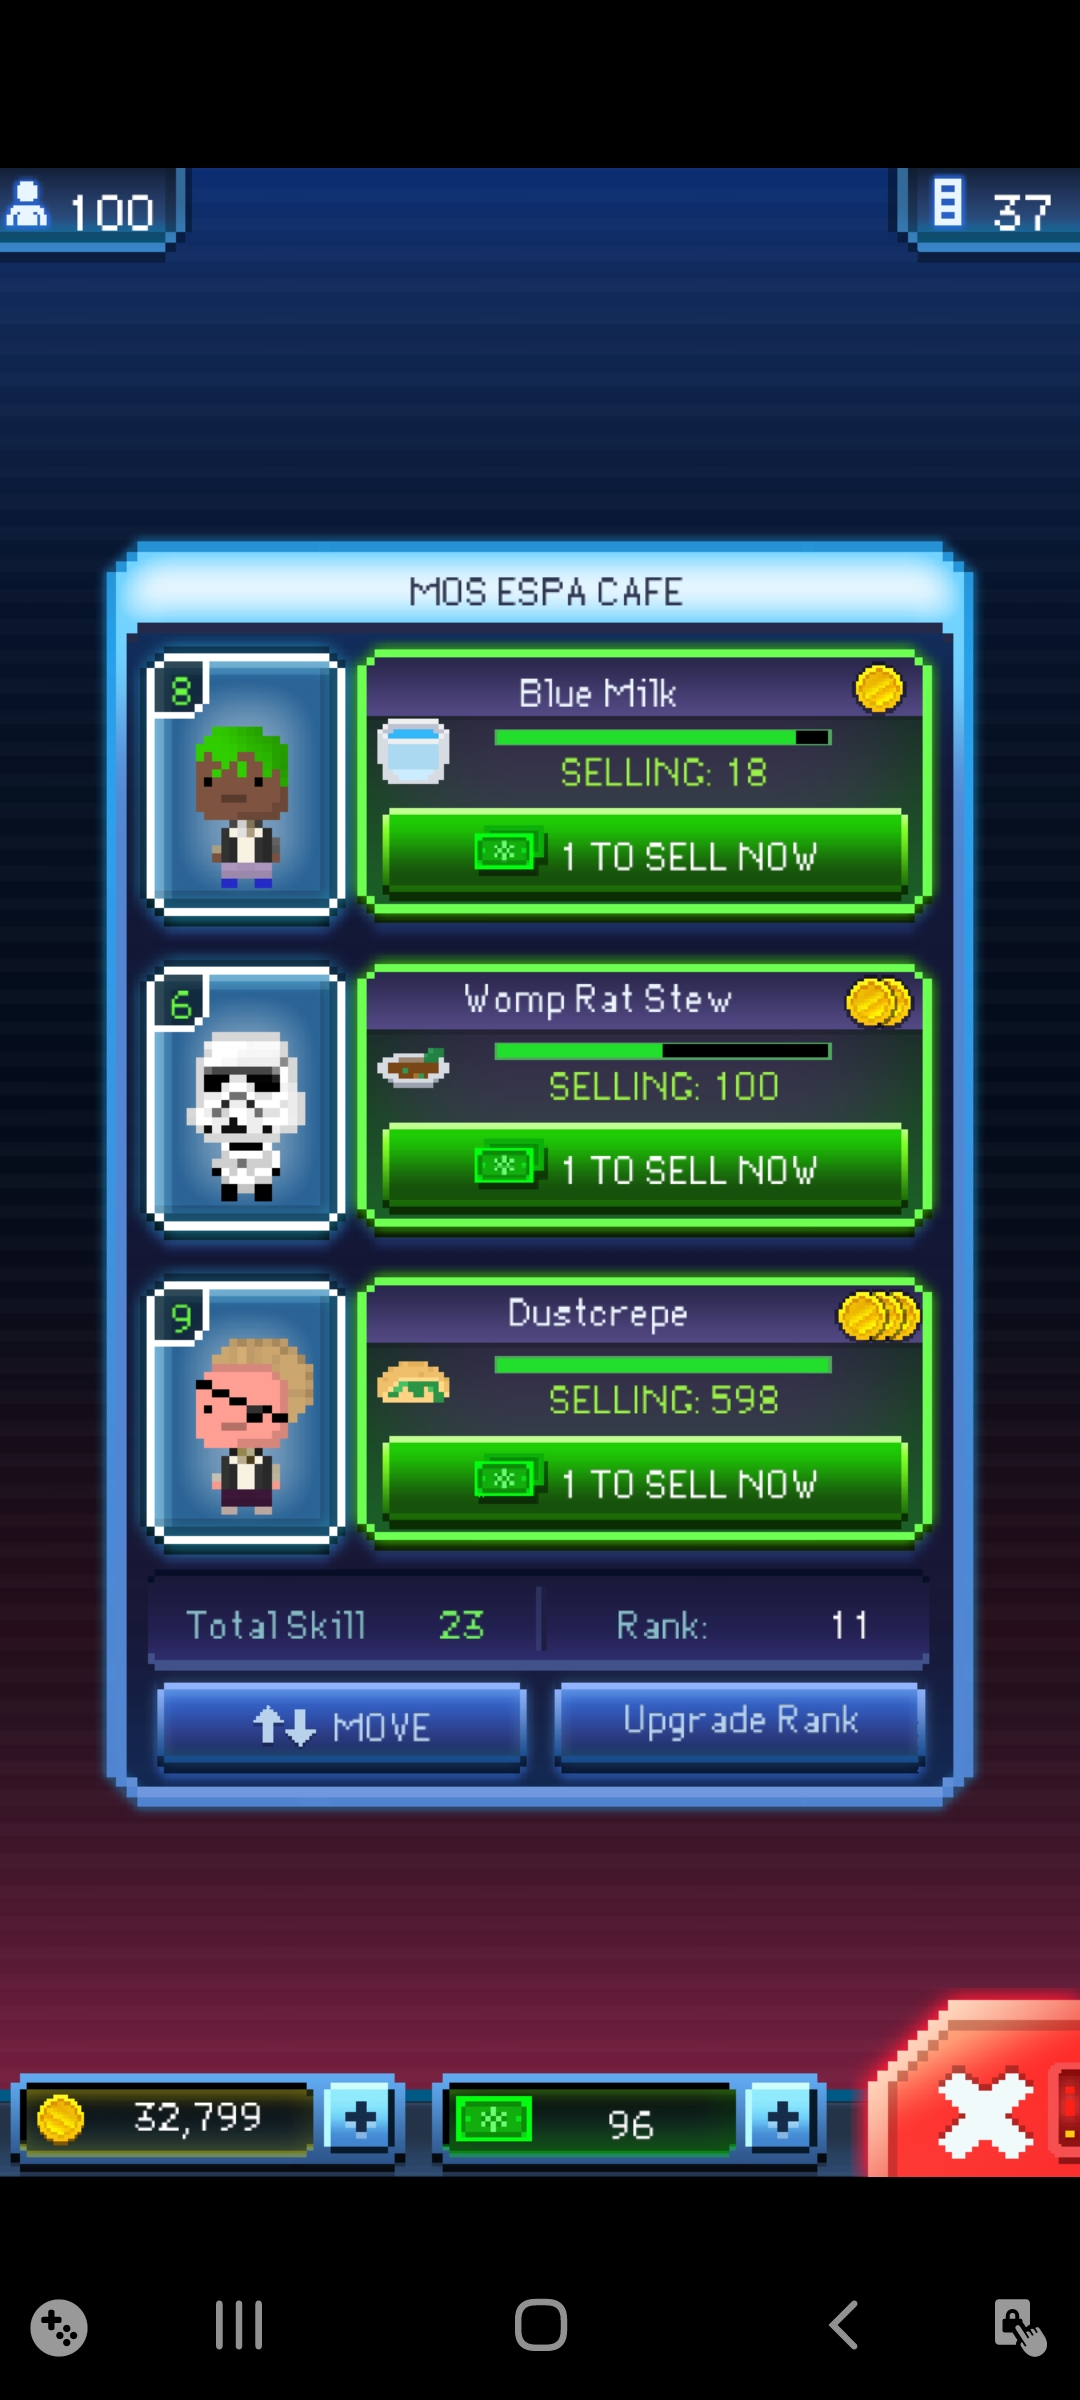 100
37
MOS ESPA CAFE
8
Blue Milk
SELLING: 18
1 TO SELL NOW
6
Womp Rat Stew
SELLING: 100
1 TO SELL NOW
9
Dustcrepe
SELLING: 598
1 TO SELL NOW
Total Skill 23 Rank: 11
MOVE Upgrade Rank
32,799 96